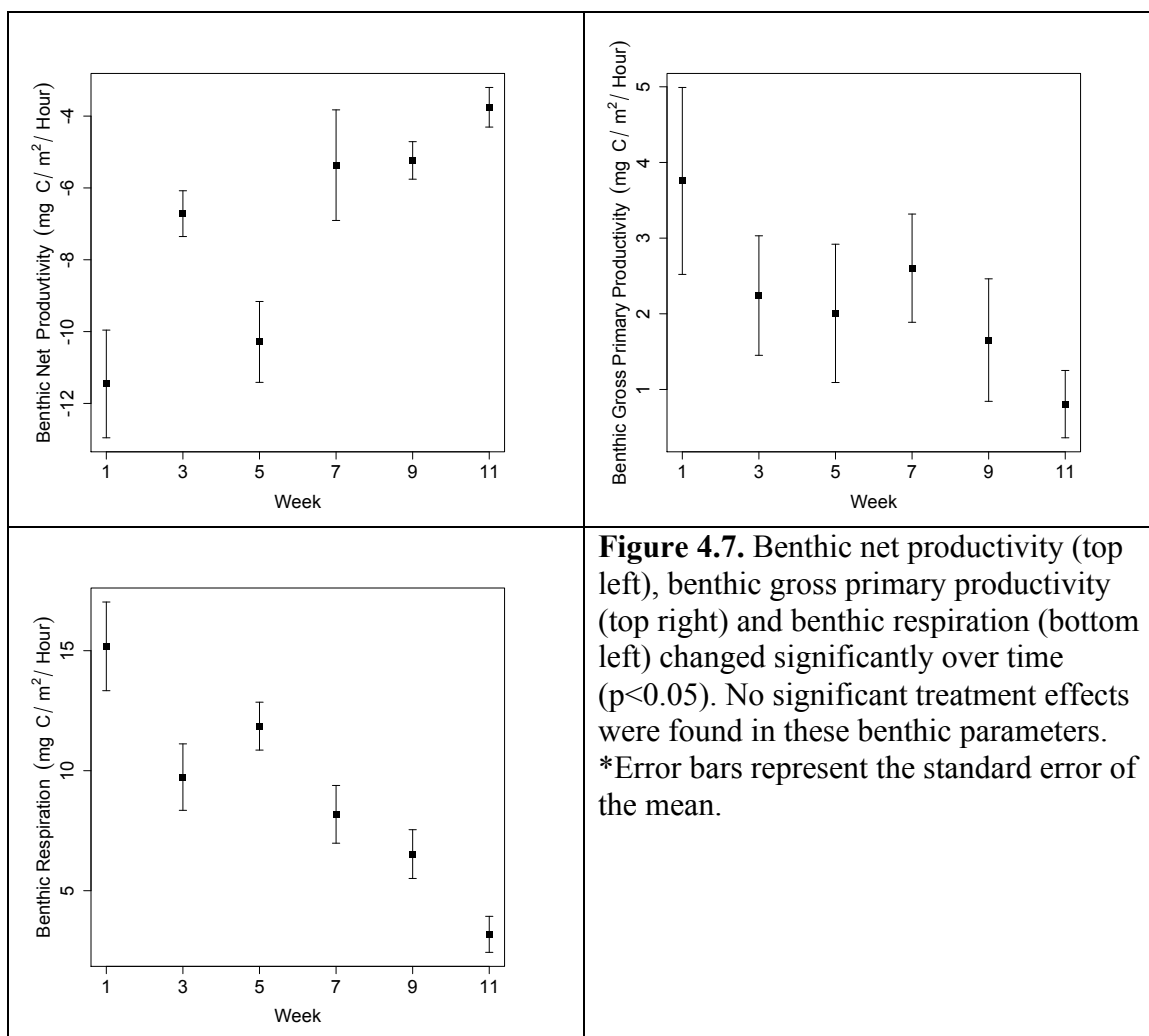 Benthic Net Produvtivity (mg C/ m²/ Hour)
-4
-6
-8
-10
-12
1 3 5 7 9 11
Week
Benthic Gross Primary Productivity (mg C/ m²/ Hour)
5
4
3
2
1
1 3 5 7 9 11
Week
Benthic Respiration (mg C/ m²/ Hour)
15
10
5
1 3 5 7 9 11
Week
Figure 4.7. Benthic net productivity (top
left), benthic gross primary productivity
(top right) and benthic respiration (bottom
left) changed significantly over time
(p<0.05). No significant treatment effects
were found in these benthic parameters.
*Error bars represent the standard error of
the mean.